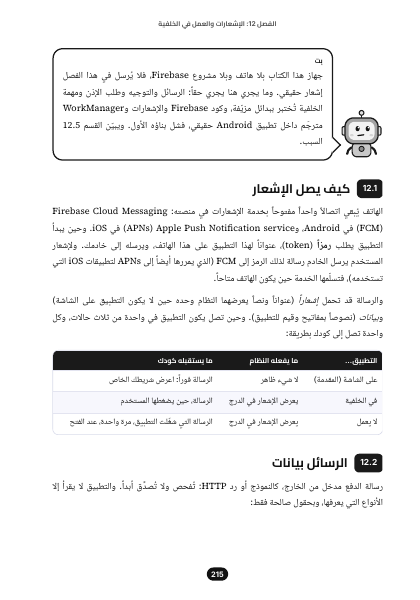 الفصل 12: الإشعارات والعمل في الخلفية
بت
جهاز هذا الكتاب بلا هاتف وبلا مشروع Firebase، فلا يُرسل في هذا الفصل
إشعار حقيقي. وما يجري هنا يجري حقاً: الرسائل والتوجيه وطلب الإذن ومهمة
الخلفية تُختبر ببدائل مزيّفة، وكود Firebase والإشعارات وWorkManager
مترجَم داخل تطبيق Android حقيقي، فشل بناؤه الأول. ويبيّن القسم 12.5
السبب.
12.1 كيف يصل الإشعار
الهاتف يُبقي اتصالاً واحداً مفتوحاً بخدمة الإشعارات في منصته: Firebase Cloud Messaging
(FCM) في Android، وApple Push Notification service (APNs) في iOS. وحين يبدأ
التطبيق يطلب رمزاً (token)، عنواناً لهذا التطبيق على هذا الهاتف، ويرسله إلى خادمك. ولإشعار
المستخدم يرسل الخادم رسالة لذلك الرمز إلى FCM (الذي يمررها أيضاً إلى APNs لتطبيقات iOS التي
تستخدمه)، فتسلّمها الخدمة حين يكون الهاتف متاحاً.
والرسالة قد تحمل إشعاراً (عنواناً ونصاً يعرضهما النظام وحده حين لا يكون التطبيق على الشاشة)
وبيانات (نصوصاً بمفاتيح وقيم للتطبيق). وحين تصل يكون التطبيق في واحدة من ثلاث حالات، وكل
واحدة تصل إلى كودك بطريقة:
التطبيق… ما يفعله النظام ما يستقبله كودك
على الشاشة (المقدمة) لا شيء ظاهر الرسالة فوراً: اعرض شريطك الخاص
في الخلفية يعرض الإشعار في الدرج الرسالة، حين يضغطها المستخدم
لا يعمل يعرض الإشعار في الدرج الرسالة التي شغّلت التطبيق، مرة واحدة، عند الفتح
12.2 الرسائل بيانات
رسالة الدفع مدخل من الخارج، كالنموذج أو رد HTTP: تُفحص ولا تُصدَّق أبداً. والتطبيق لا يقرأ إلا
الأنواع التي يعرفها، وبحقول صالحة فقط:
215